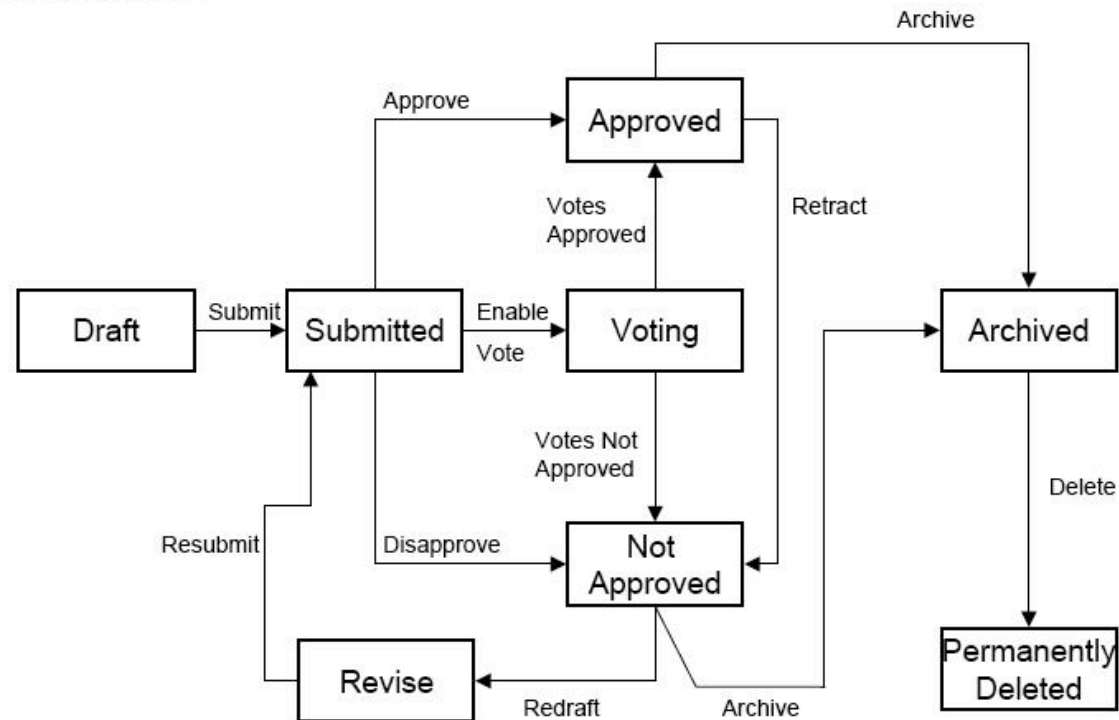 Archive
Approve
Approved
Votes
Approved
Retract
Draft
Submit
Submitted
Enable
Vote
Voting
Archived
Votes Not
Approved
Delete
Resubmit
Disapprove
Not
Approved
Revise
Redraft
Archive
Permanently
Deleted